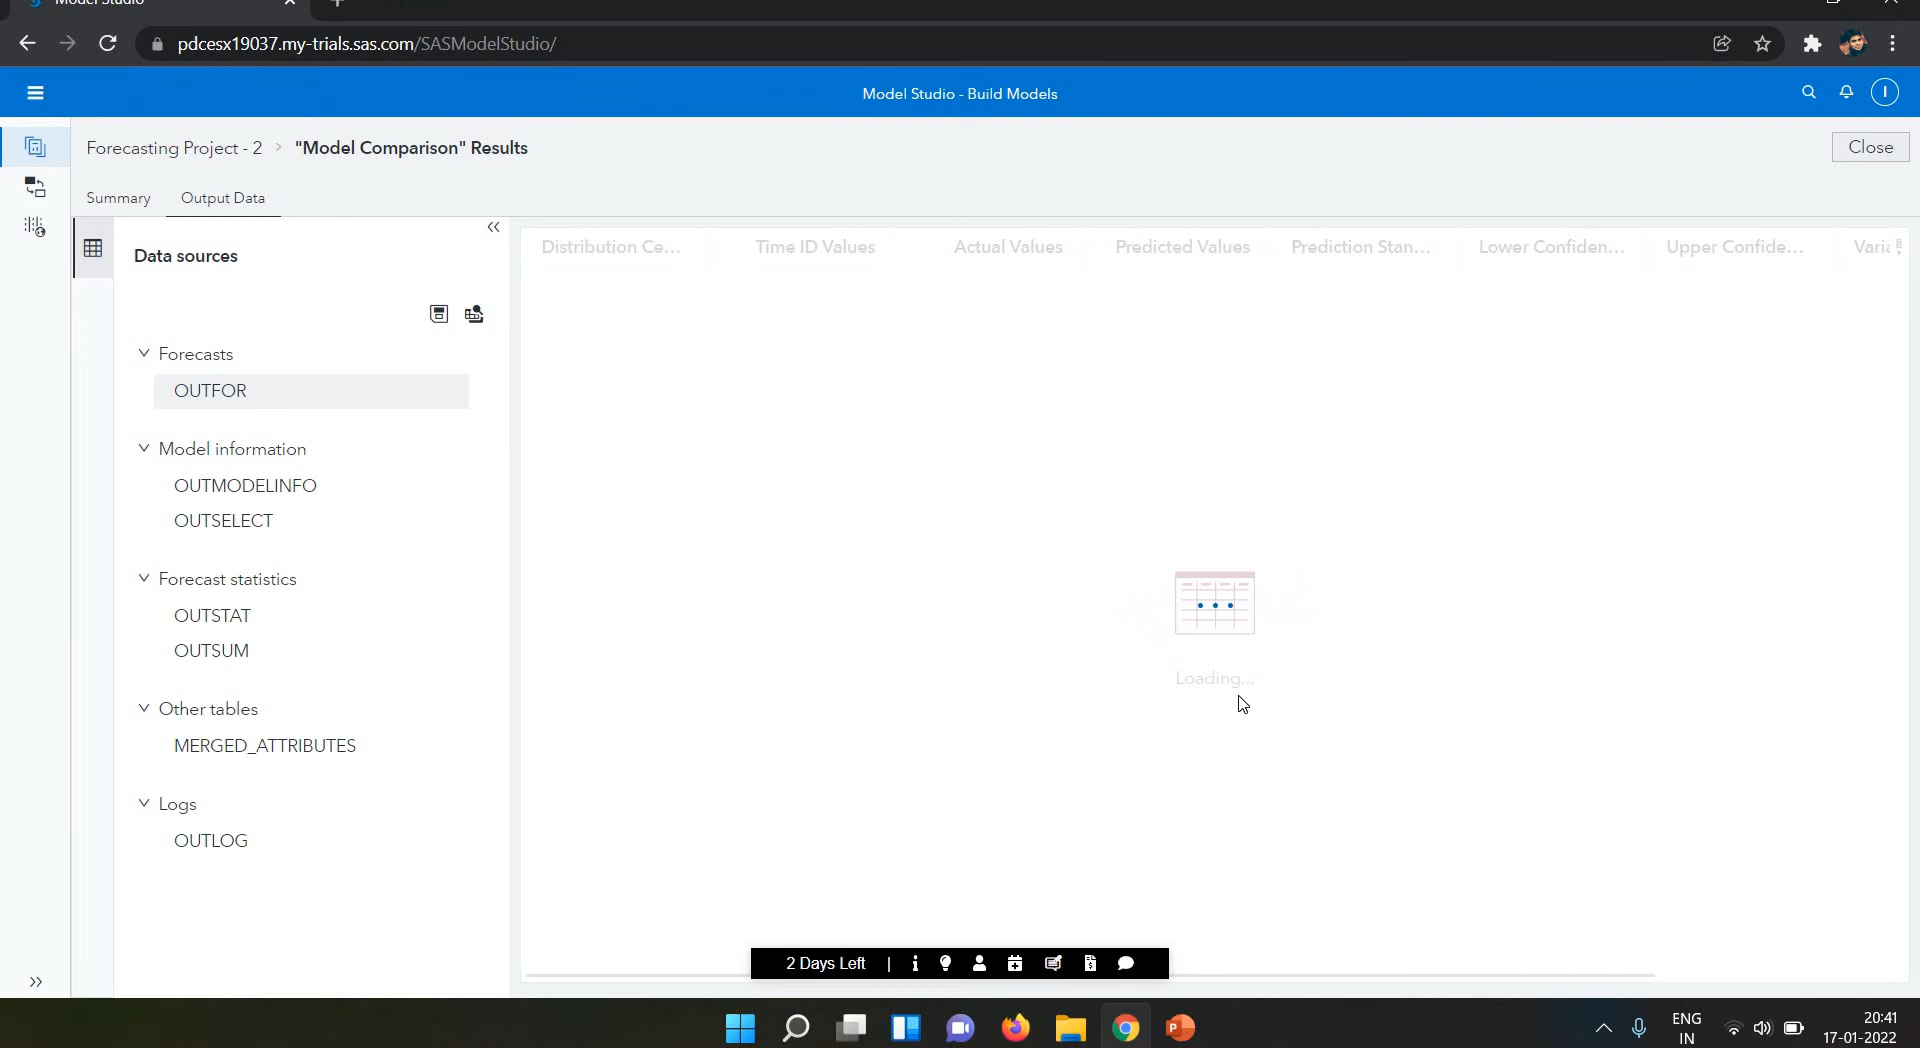 Model Studio
pdcesx19037.my-trials.sas.com/SASModelStudio/
Model Studio - Build Models
I
Forecasting Project - 2 > "Model Comparison" Results
Close
Summary Output Data
Data sources
Distribution Ce... Time ID Values Actual Values Predicted Values Prediction Stan... Lower Confiden... Upper Confide... Varia
Forecasts
OUTFOR
Model information
OUTMODELINFO
OUTSELECT
Forecast statistics
OUTSTAT
OUTSUM
Other tables
MERGED_ATTRIBUTES
Logs
OUTLOG
Loading...
2 Days Left |
ENG
IN
20:41
17-01-2022